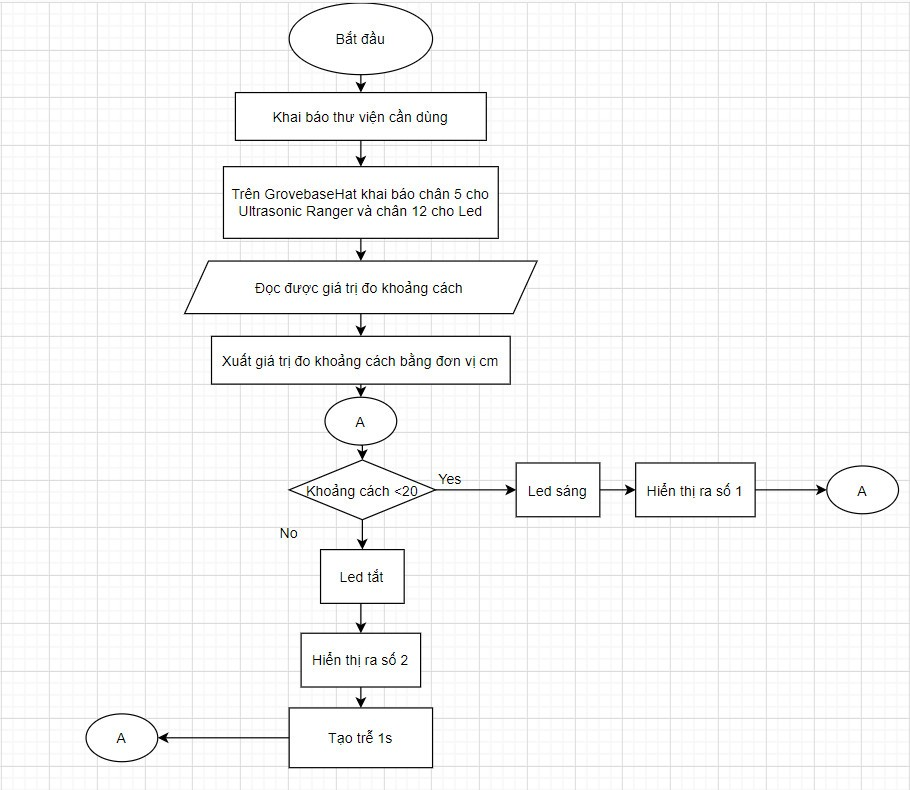 Bắt đầu
Khai báo thư viện cần dùng
Trên GrovebaseHat khai báo chân 5 cho
Ultrasonic Ranger và chân 12 cho Led
Đọc được giá trị đo khoảng cách
Xuất giá trị đo khoảng cách bằng đơn vị cm
A
Khoảng cách <20
Yes
Led sáng
Hiển thị ra số 1
A
No
Led tắt
Hiển thị ra số 2
Tạo trễ 1s
A